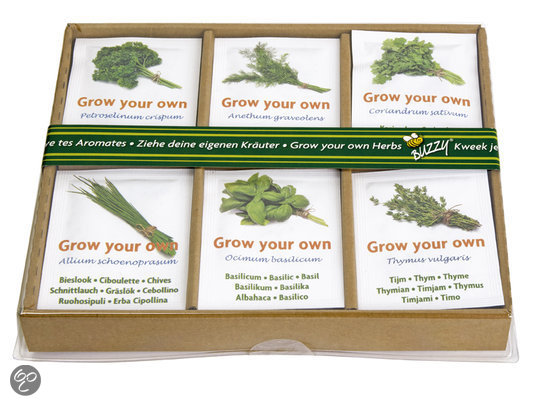 Grow your own
Petroselinum crispum
Grow your own
Anethum graveolens
Grow your own
Coriandrum sativum
ve tes Aromates • Ziehe deine eigenen Kräuter • Grow your own Herbs
BUZZY®
Kweek je
Grow your own
Allium schoenoprasum
Bieslook • Ciboulette • Chives
Schnittlauch • Gräslök • Cebollino
Ruohosipuli • Erba Cipollina
Grow your own
Ocimum basilicum
Basilicum • Basilic • Basil
Basilikum • Basilika
Albahaca • Basilico
Grow your own
Thymus vulgaris
Tijm • Thym • Thyme
Thymian • Timjam • Thymus
Timjami • Timo